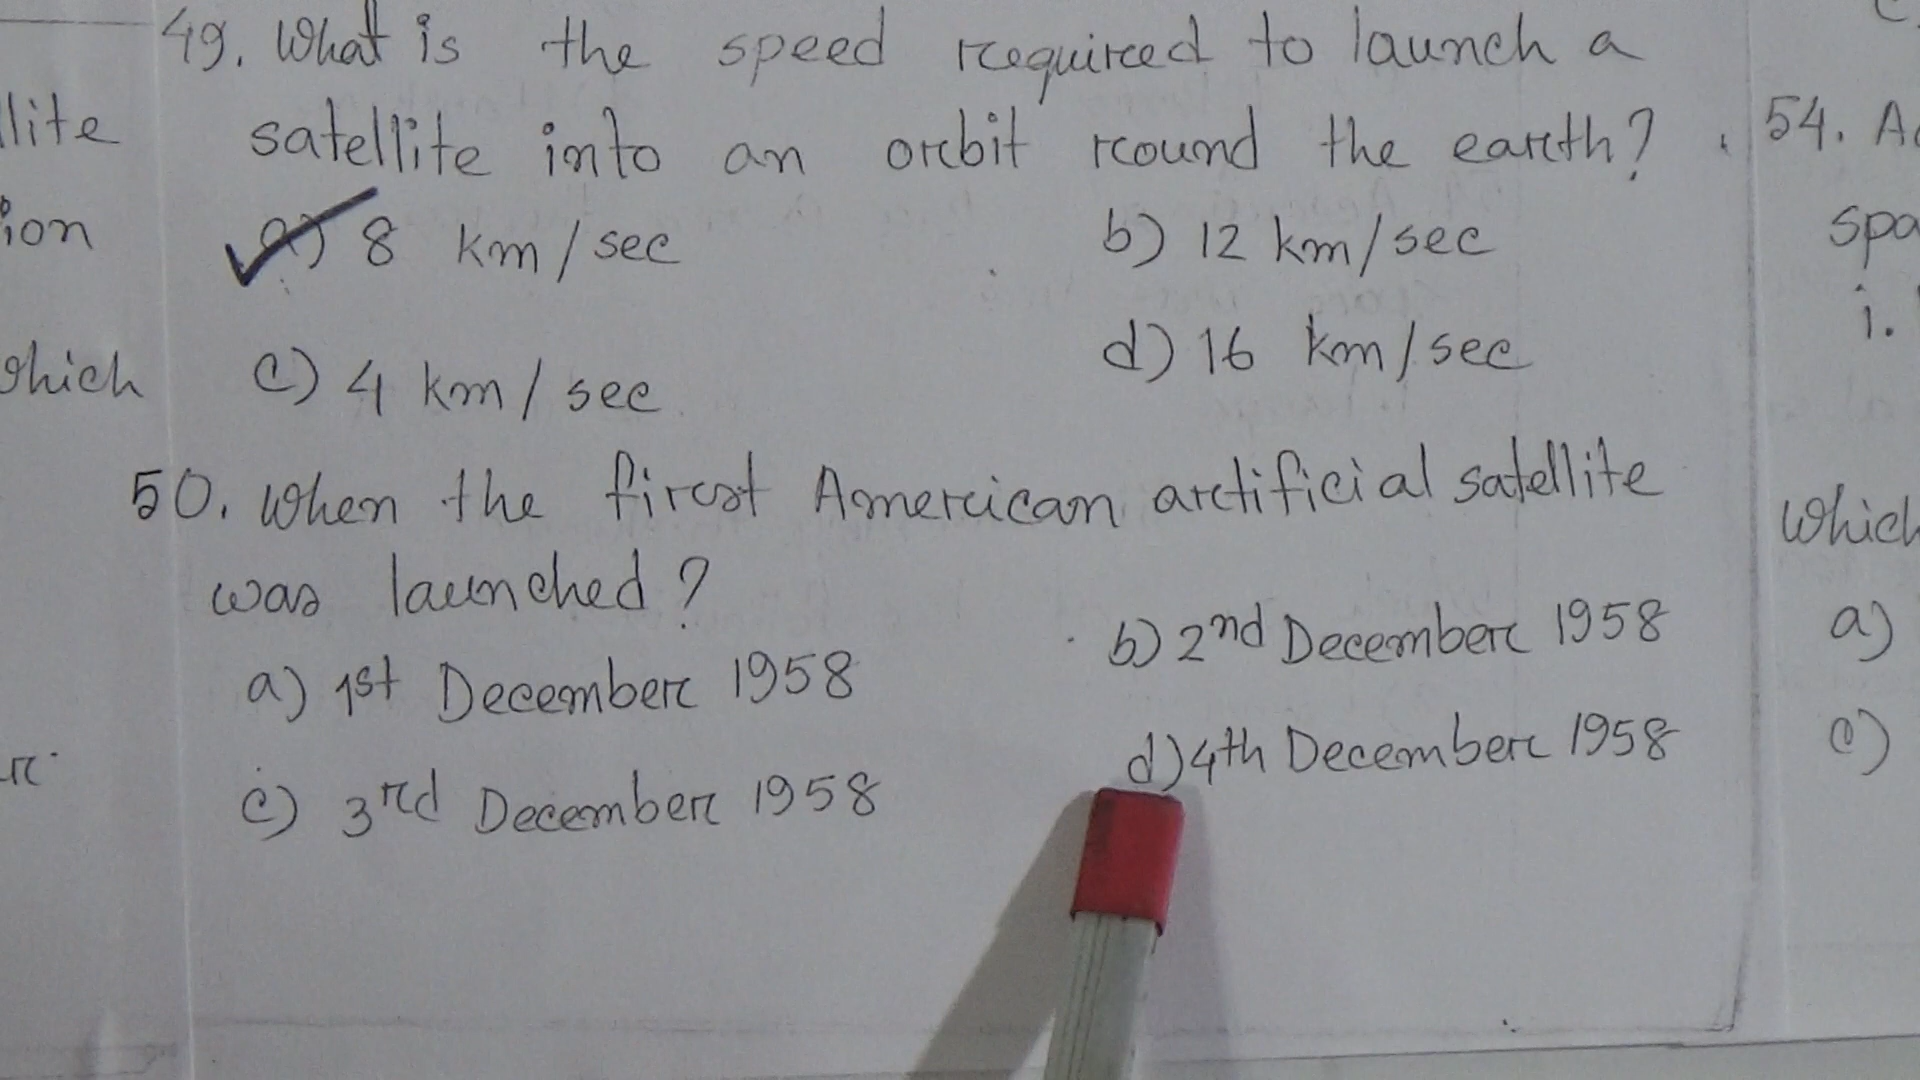 49. What is the speed required to launch a
satellite into an orbit round the earth?
a) 8 km/sec
b) 12 km/sec
c) 4 km/sec
d) 16 km/sec
50. When the first American artificial satellite
was launched?
a) 1st December 1958
b) 2nd December 1958
c) 3rd December 1958
d) 4th December 1958
llite
ion
which
r
54. A
spa
i.
which
a)
c)